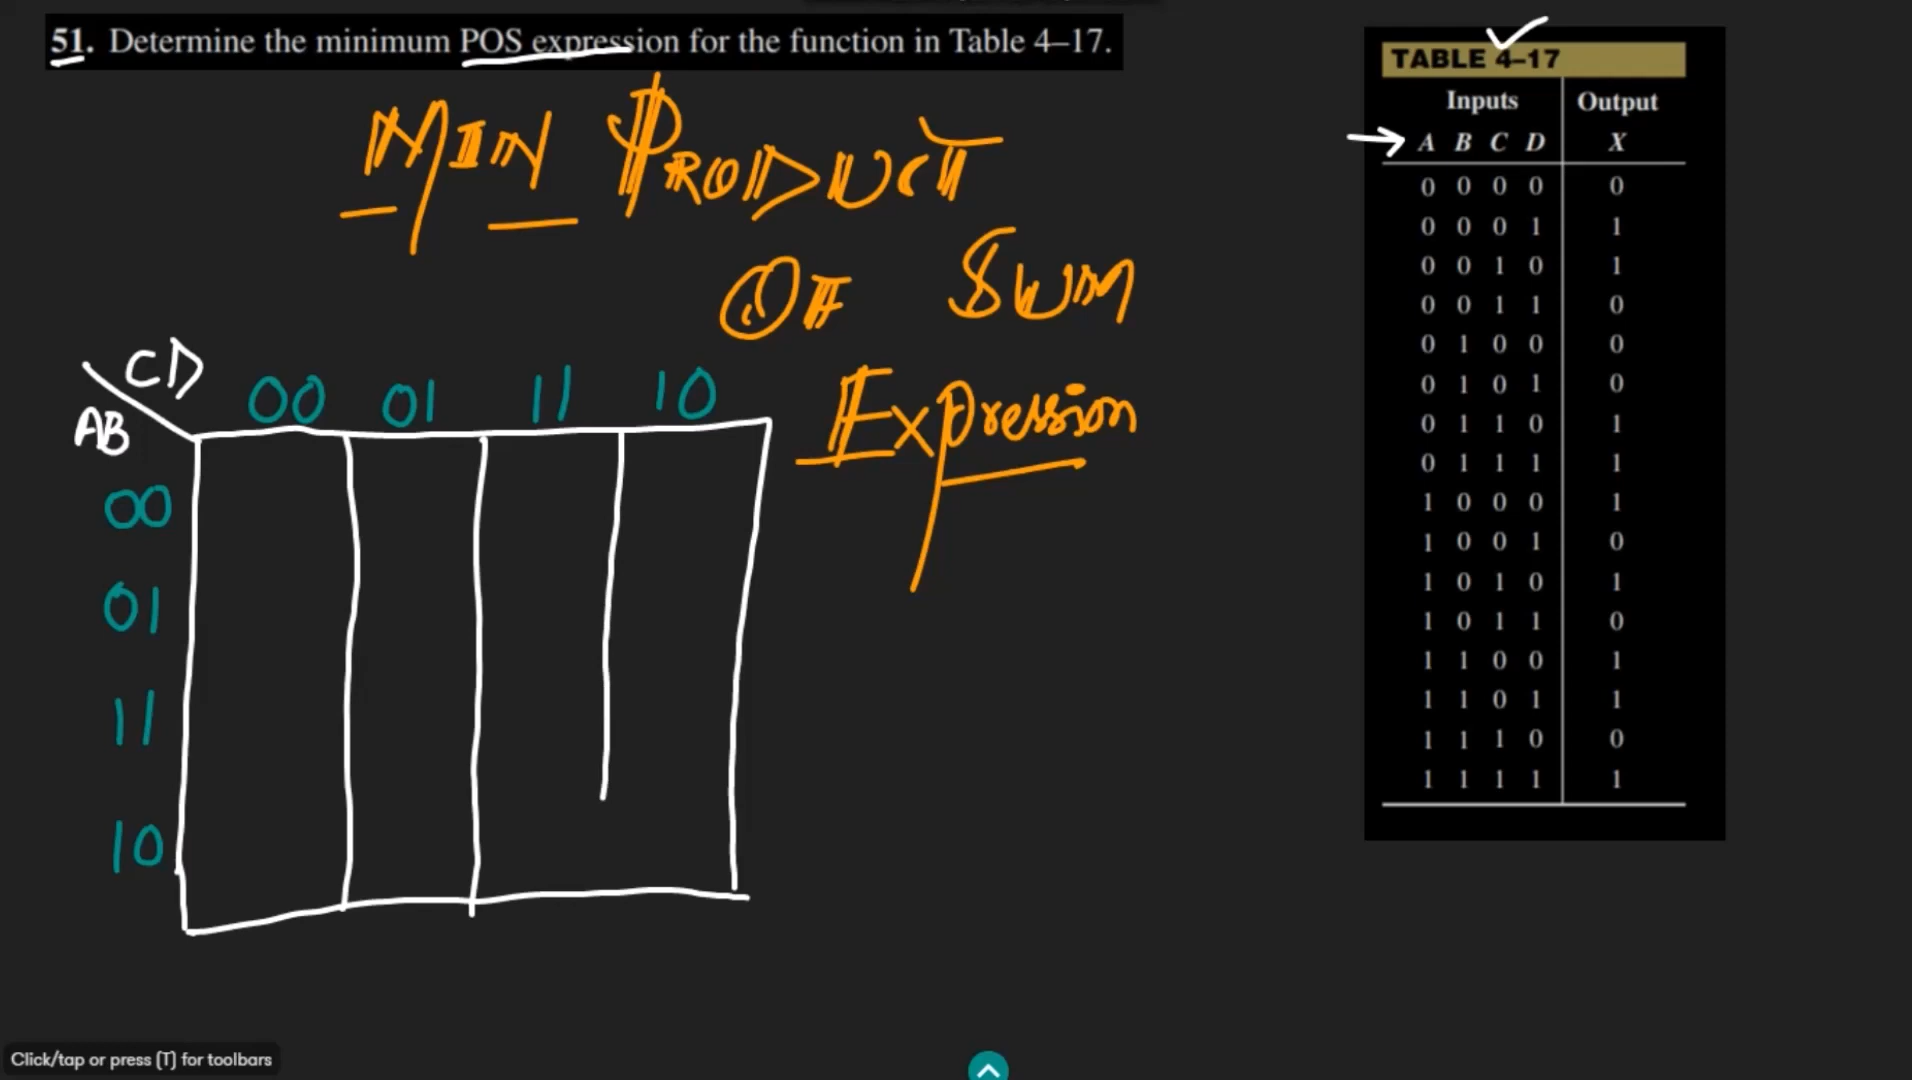 51. Determine the minimum POS expression for the function in Table 4–17.
MIN PRODUCT
OF SUM
Expression
CD
AB
00 01 11 10
00
01
11
10
TABLE 4–17
Inputs Output
A B C D X
0 0 0 0 0
0 0 0 1 1
0 0 1 0 1
0 0 1 1 0
0 1 0 0 0
0 1 0 1 0
0 1 1 0 1
0 1 1 1 1
1 0 0 0 1
1 0 0 1 0
1 0 1 0 1
1 0 1 1 0
1 1 0 0 1
1 1 0 1 1
1 1 1 0 0
1 1 1 1 1
Click/tap or press (T) for toolbars